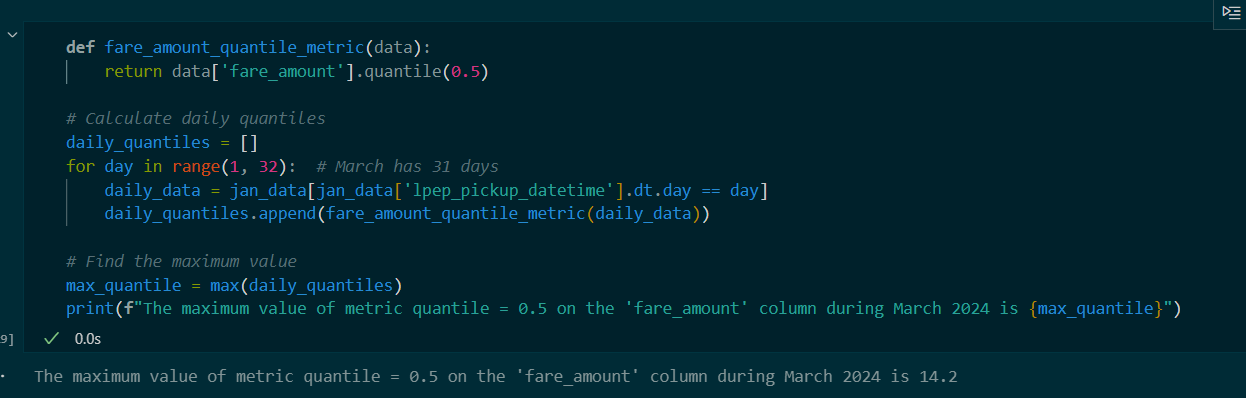 def fare_amount_quantile_metric(data):
    return data['fare_amount'].quantile(0.5)
# Calculate daily quantiles
daily_quantiles = []
for day in range(1, 32):  # March has 31 days
    daily_data = jan_data[jan_data['lpep_pickup_datetime'].dt.day == day]
    daily_quantiles.append(fare_amount_quantile_metric(daily_data))
# Find the maximum value
max_quantile = max(daily_quantiles)
print(f"The maximum value of metric quantile = 0.5 on the 'fare_amount' column during March 2024 is {max_quantile}")
9] ✓ 0.0s
The maximum value of metric quantile = 0.5 on the 'fare_amount' column during March 2024 is 14.2